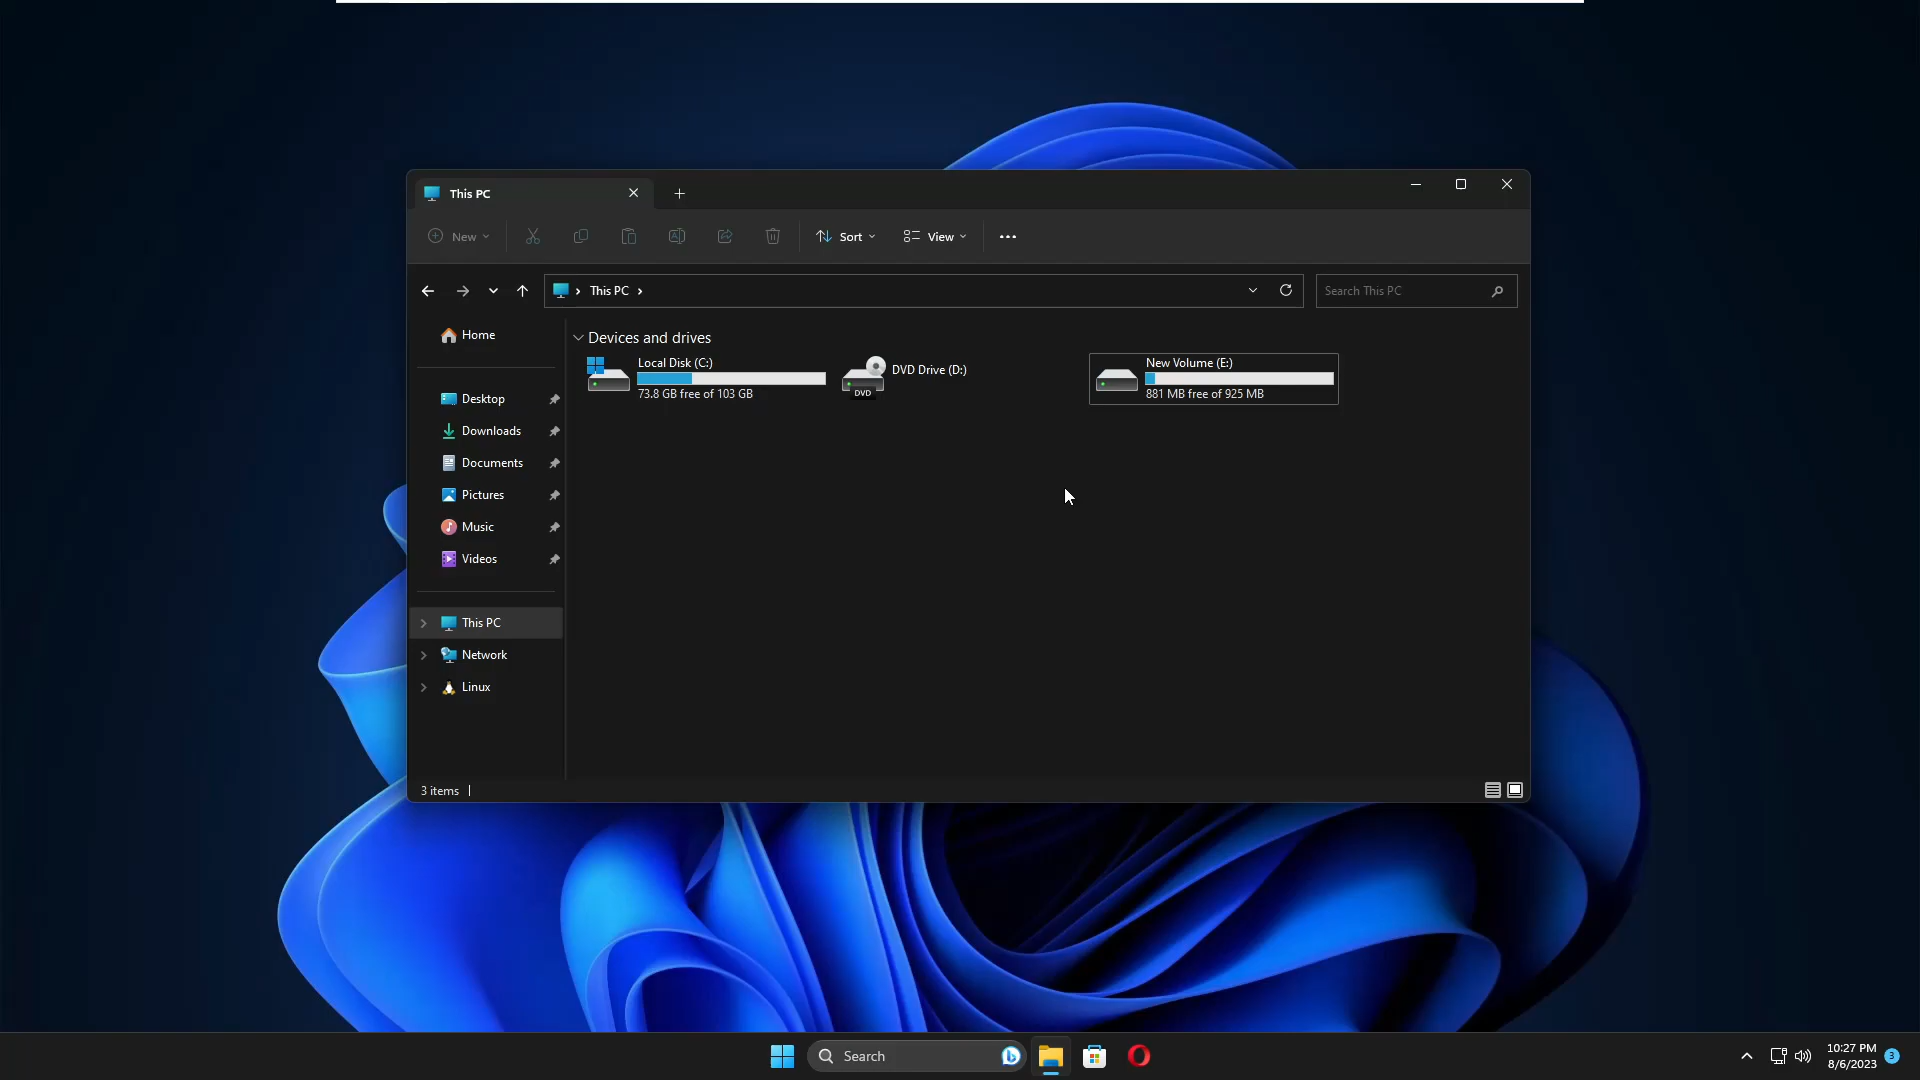 This PC
New
Sort
View
This PC
Search This PC
Home
Desktop
Downloads
Documents
Pictures
Music
Videos
This PC
Network
Linux
Devices and drives
Local Disk (C:)
73.8 GB free of 103 GB
DVD
DVD Drive (D:)
New Volume (E:)
881 MB free of 925 MB
3 items
Search
10:27 PM
8/6/2023
3